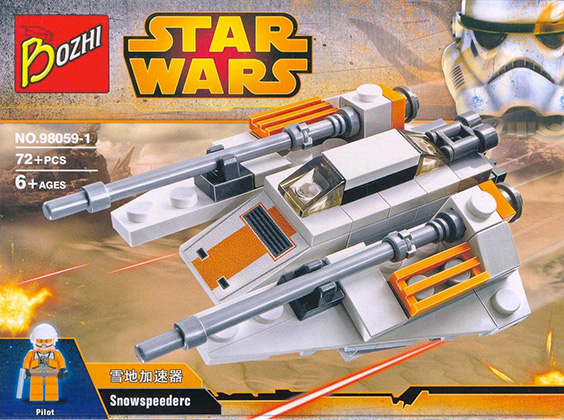 BOZHI
STAR
WARS
NO.98059-1
72+PCS
6+AGES
雪地加速器
Snowspeederc
Pilot